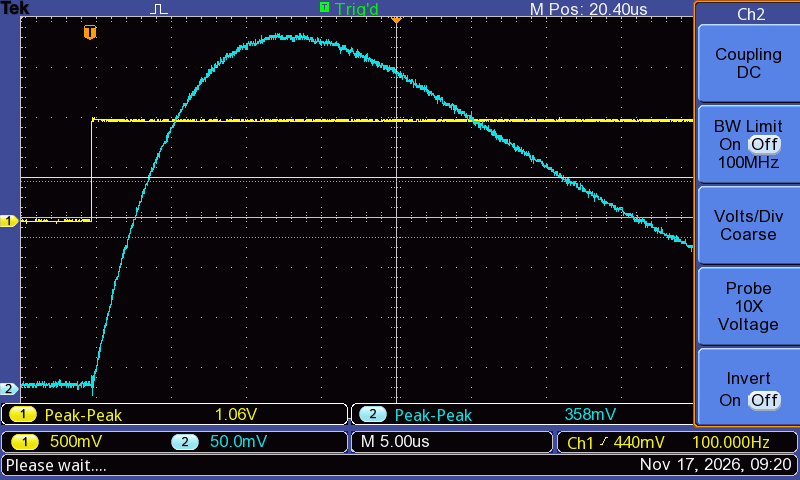 Tek T Trig'd M Pos: 20.40us Ch2
T
Coupling
DC
BW Limit
On Off
100MHz
1
Volts/Div
Coarse
Probe
10X
Voltage
Invert
On Off
2
1 Peak-Peak 1.06V 2 Peak-Peak 358mV
1 500mV 2 50.0mV M 5.00us Ch1 440mV 100.000Hz
Please wait.... Nov 17, 2026, 09:20